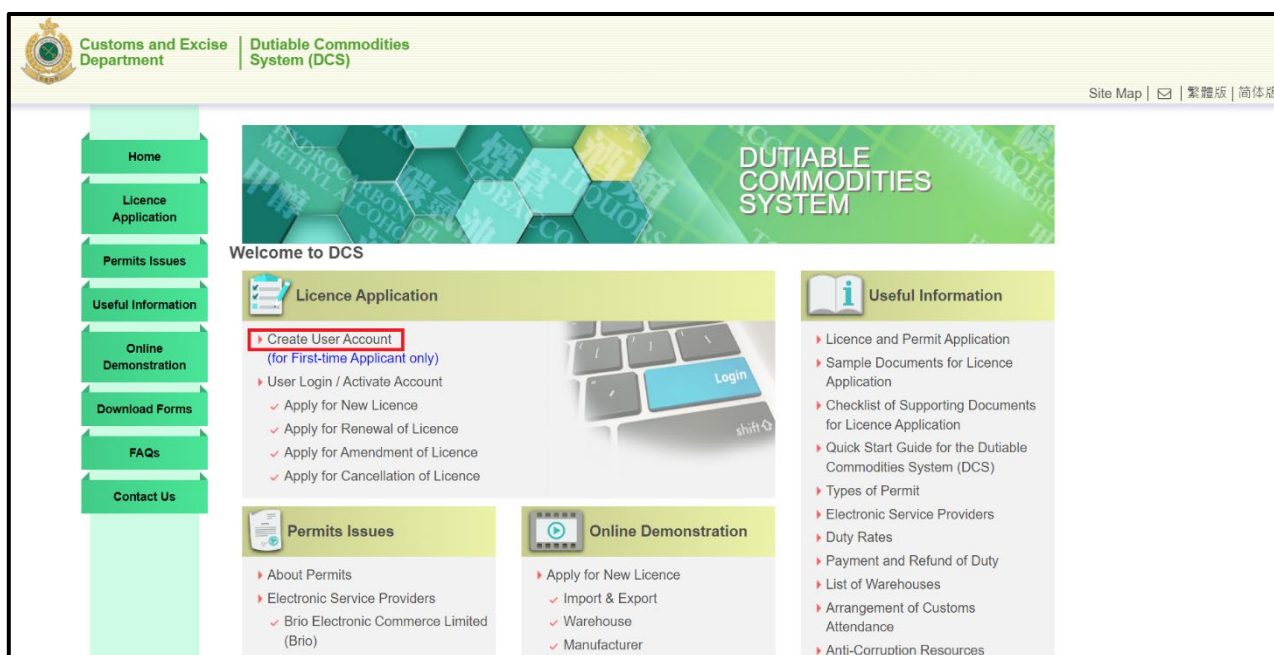 Customs and Excise
Department
Dutiable Commodities
System (DCS)
Site Map | | 繁體版 | 简体版
Home
Licence
Application
Permits Issues
Useful Information
Online
Demonstration
Download Forms
FAQs
Contact Us
DUTIABLE
COMMODITIES
SYSTEM
Welcome to DCS
Licence Application
Create User Account
(for First-time Applicant only)
User Login / Activate Account
Apply for New Licence
Apply for Renewal of Licence
Apply for Amendment of Licence
Apply for Cancellation of Licence
Login
shift
Useful Information
Licence and Permit Application
Sample Documents for Licence
Application
Checklist of Supporting Documents
for Licence Application
Quick Start Guide for the Dutiable
Commodities System (DCS)
Types of Permit
Electronic Service Providers
Duty Rates
Payment and Refund of Duty
List of Warehouses
Arrangement of Customs
Attendance
Anti-Corruption Resources
Permits Issues
About Permits
Electronic Service Providers
Brio Electronic Commerce Limited
(Brio)
Online Demonstration
Apply for New Licence
Import & Export
Warehouse
Manufacturer